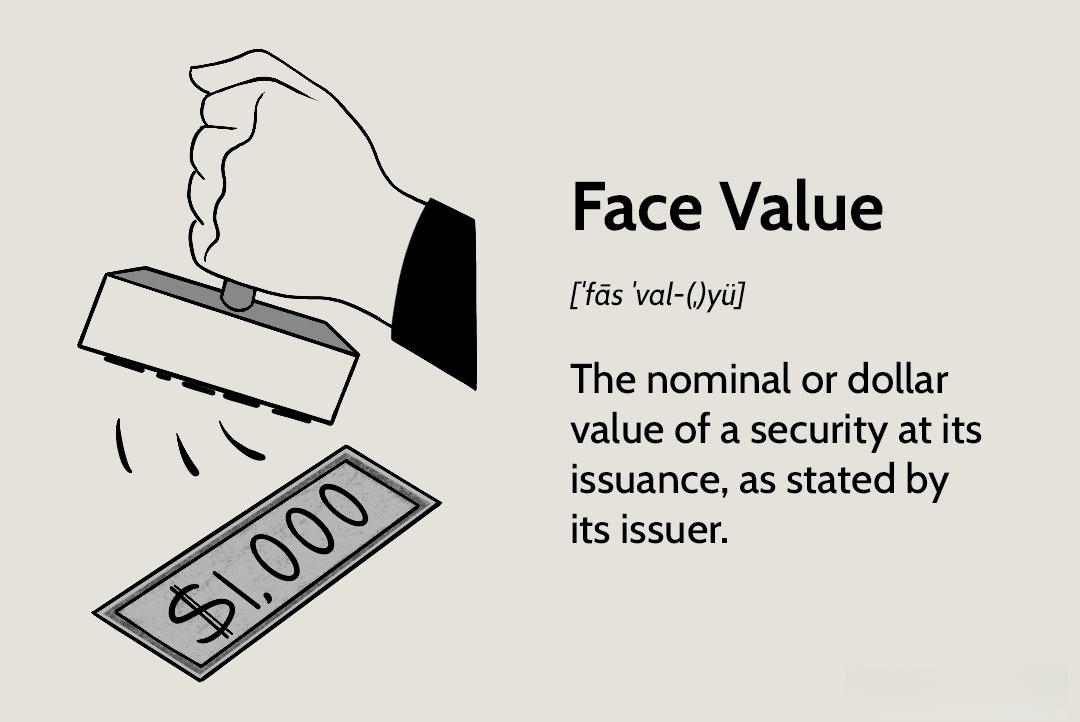 Face Value
[ˈfās ˈval-(ˌ)yü]
The nominal or dollar
value of a security at its
issuance, as stated by
its issuer.
$1,000